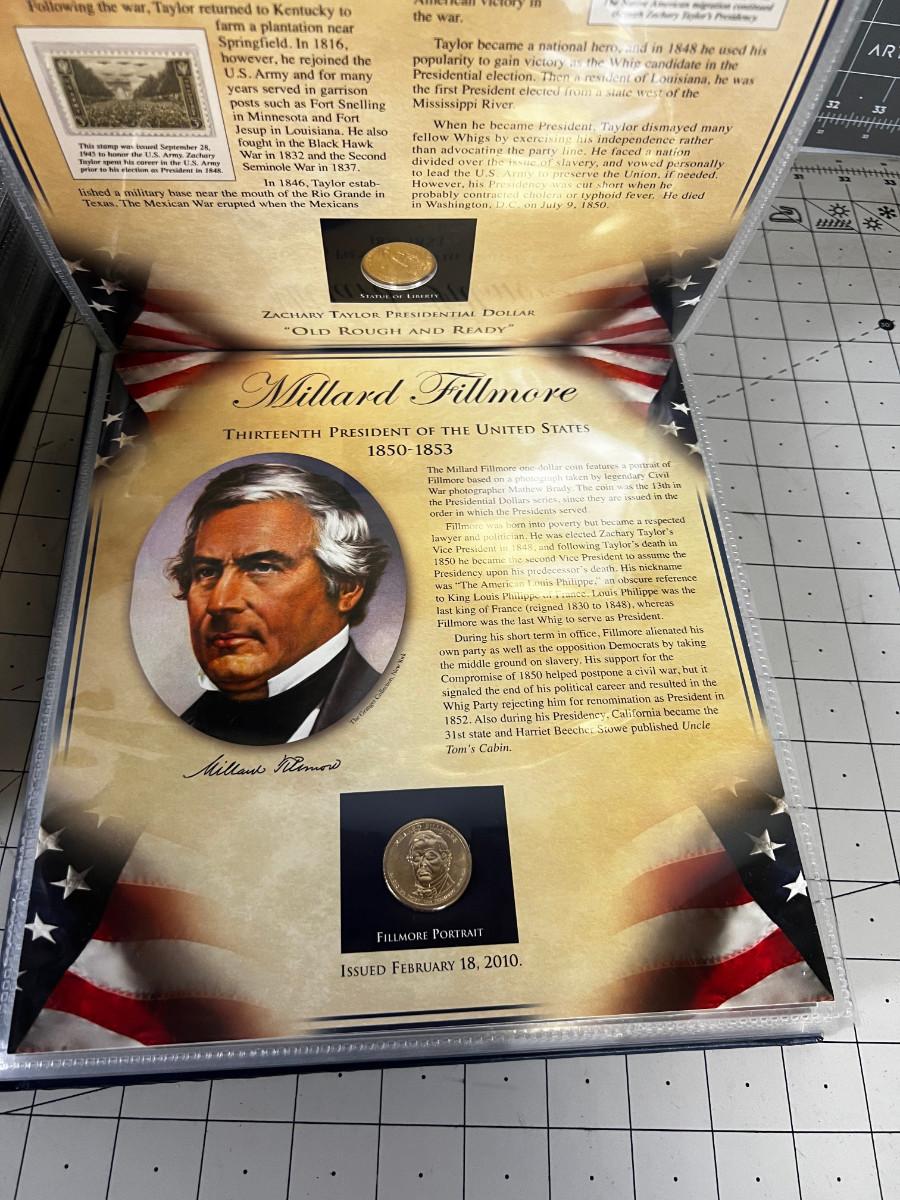 Following the war, Taylor returned to Kentucky to
farm a plantation near
Springfield. In 1816,
however, he rejoined the
U.S. Army and for many
years served in garrison
posts such as Fort Snelling
in Minnesota and Fort
Jesup in Louisiana. He also
fought in the Black Hawk
War in 1832 and the Second
Seminole War in 1837.
In 1846, Taylor estab-
lished a military base near the mouth of the Rio Grande in
Texas. The Mexican War erupted when the Mexicans
This stamp was issued September 28,
1945 to honor the U.S. Army. Zachary
Taylor spent his career in the U.S. Army
prior to his election as President in 1848.
American victory in
the war.
The Native American migration continued
through Zachary Taylor's Presidency.
Taylor became a national hero, and in 1848 he used his
popularity to gain victory as the Whig candidate in the
Presidential election. Then a resident of Louisiana, he was
the first President elected from a state west of the
Mississippi River.
When he became President, Taylor dismayed many
fellow Whigs by exercising his independence rather
than advocating the party line. He faced a nation
divided over the issue of slavery, and vowed personally
to lead the U.S. Army to preserve the Union, if needed.
However, his Presidency was cut short when he
probably contracted cholera or typhoid fever. He died
in Washington, D.C. on July 9, 1850.
STATUE OF LIBERTY
ZACHARY TAYLOR PRESIDENTIAL DOLLAR
"OLD ROUGH AND READY"
Millard Fillmore
THIRTEENTH PRESIDENT OF THE UNITED STATES
1850-1853
The Millard Fillmore one-dollar coin features a portrait of
Fillmore based on a photograph taken by legendary Civil
War photographer Mathew Brady. The coin was the 13th in
the Presidential Dollars series, since they are issued in the
order in which the Presidents served.
Fillmore was born into poverty but became a respected
lawyer and politician. He was elected Zachary Taylor's
Vice President in 1848, and following Taylor's death in
1850 he became the second Vice President to assume the
Presidency upon his predecessor's death. His nickname
was "The American Louis Philippe," an obscure reference
to King Louis Philippe of France. Louis Philippe was the
last king of France (reigned 1830 to 1848), whereas
Fillmore was the last Whig to serve as President.
During his short term in office, Fillmore alienated his
own party as well as the opposition Democrats by taking
the middle ground on slavery. His support for the
Compromise of 1850 helped postpone a civil war, but it
signaled the end of his political career and resulted in the
Whig Party rejecting him for renomination as President in
1852. Also during his Presidency, California became the
31st state and Harriet Beecher Stowe published Uncle
Tom's Cabin.
The Granger Collection, New York
Millard Fillmore
MILLARD FILLMORE
FILLMORE PORTRAIT
ISSUED FEBRUARY 18, 2010.
ART
32 33
31 32 33